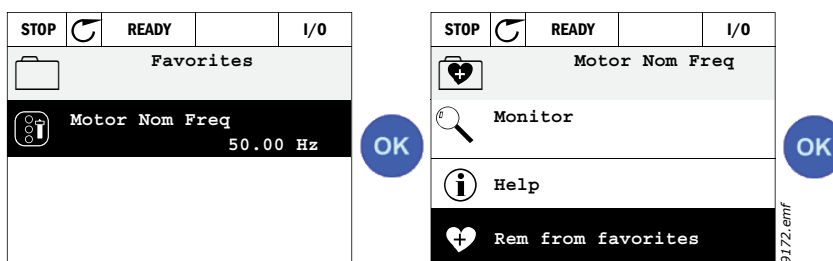 STOP READY I/O
Favorites
Motor Nom Freq
50.00 Hz
OK
STOP READY I/O
Motor Nom Freq
Monitor
Help
Rem from favorites
OK
9172.emf